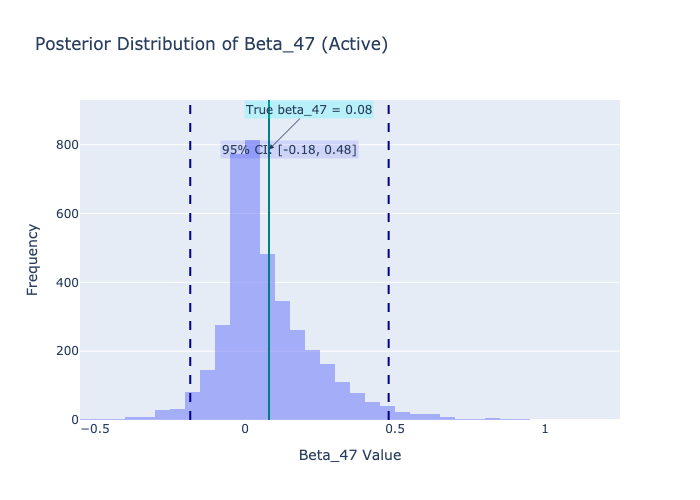 Posterior Distribution of Beta_47 (Active)
True beta_47 = 0.08
95% CI: [-0.18, 0.48]
800
600
400
200
0
−0.5
0
0.5
1
Frequency
Beta_47 Value